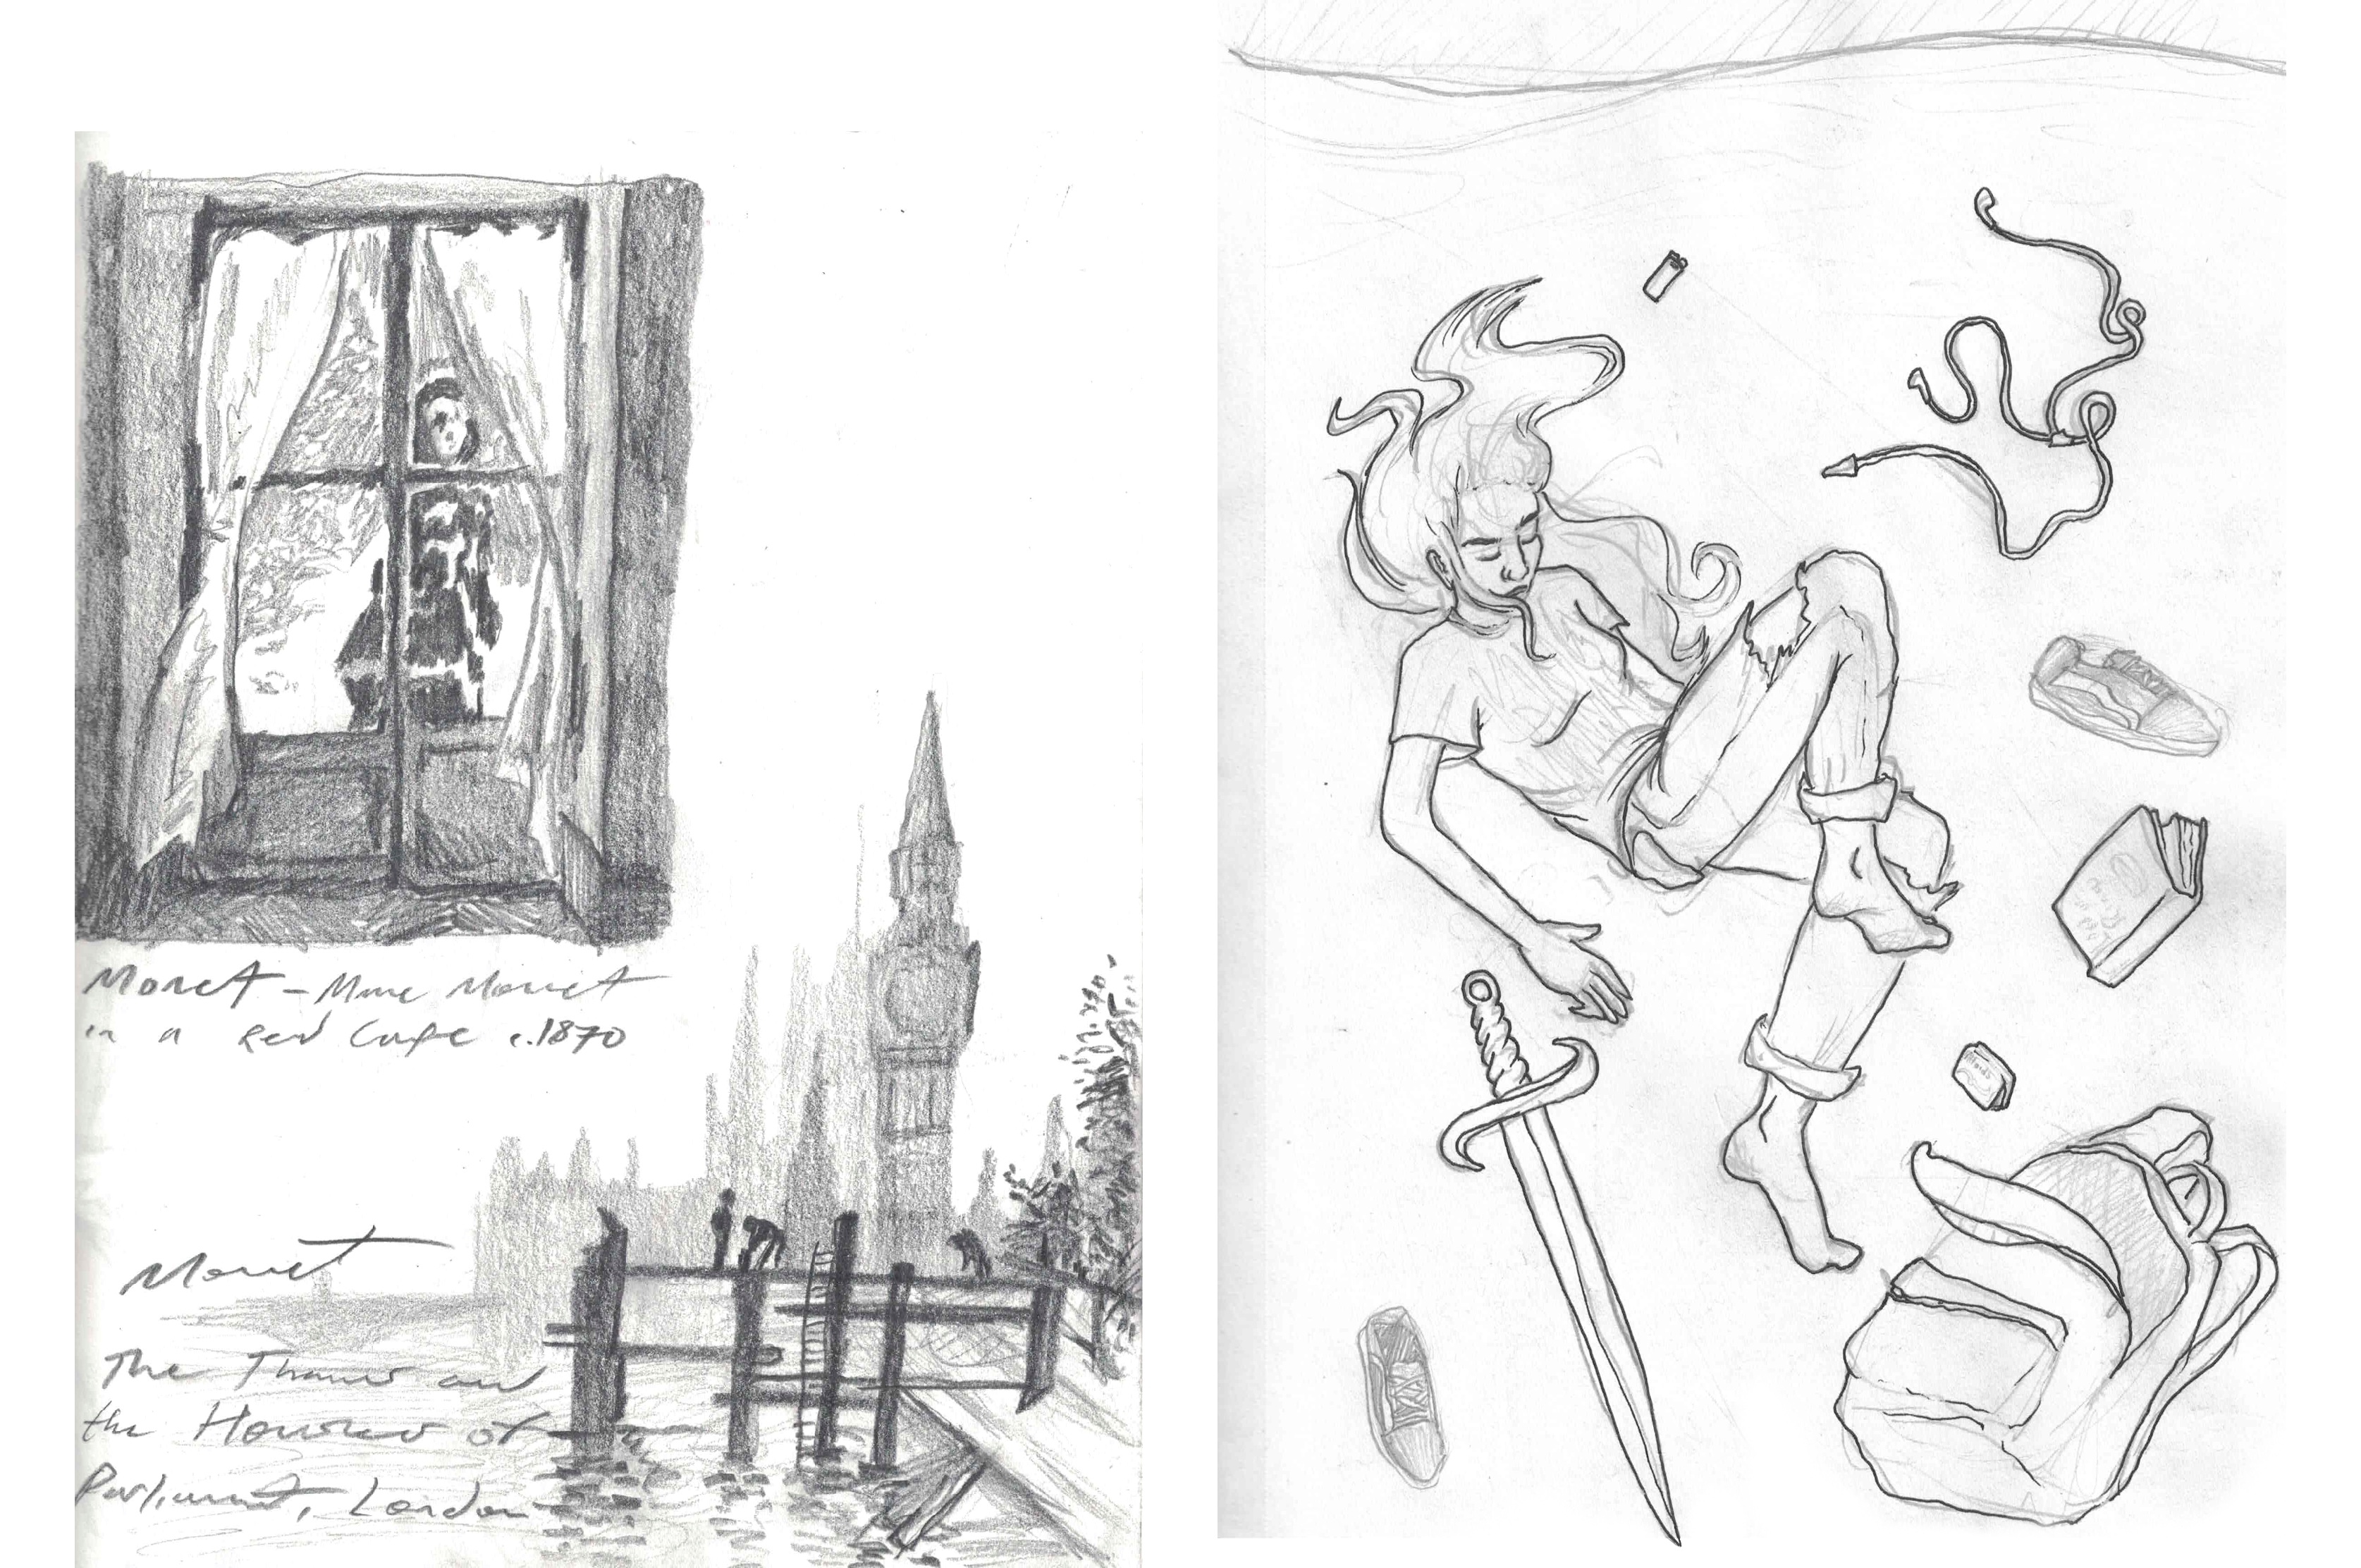 Monet – Mme Monet
in a Red Cape c.1870
Monet
The Thames and
the Houses of
Parliament, London